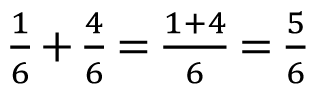 1/6 + 4/6 = 1+4/6 = 5/6